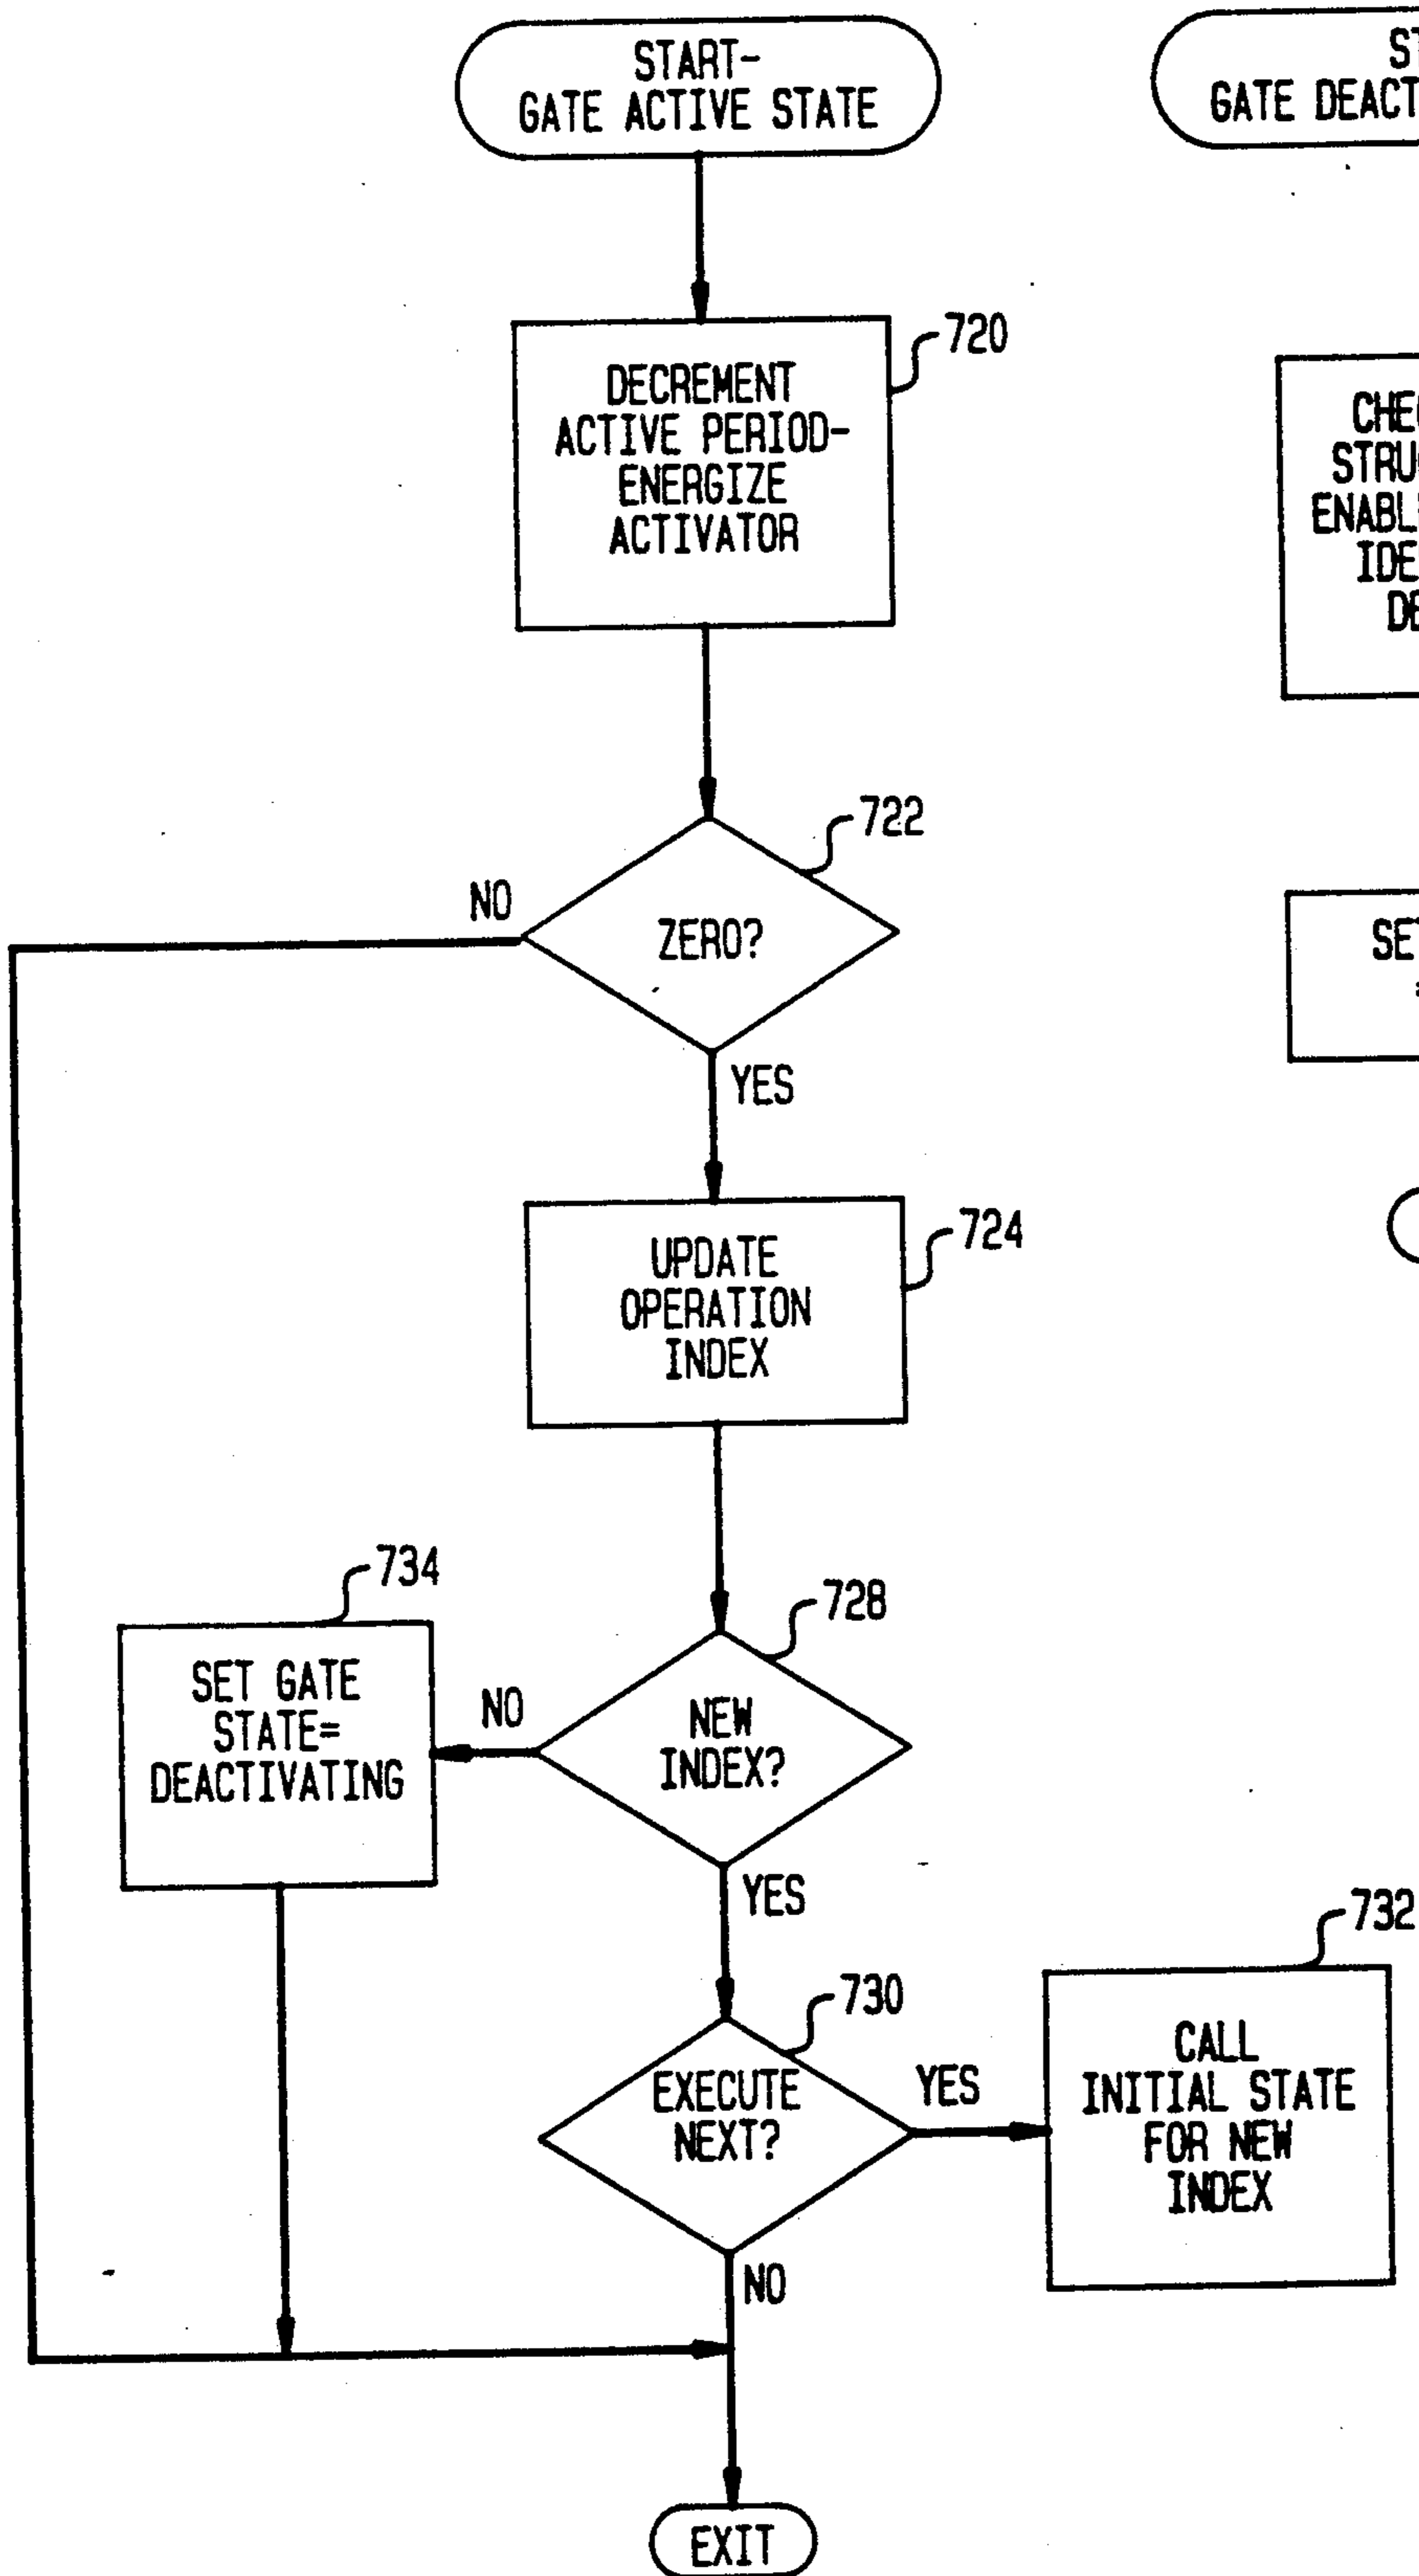 START-
GATE ACTIVE STATE
720
DECREMENT
ACTIVE PERIOD-
ENERGIZE
ACTIVATOR
722
NO
ZERO?
YES
724
UPDATE
OPERATION
INDEX
734
SET GATE
STATE=
DEACTIVATING
728
NO
NEW
INDEX?
YES
730
EXECUTE
NEXT?
YES
732
CALL
INITIAL STATE
FOR NEW
INDEX
NO
EXIT
GATE
SET